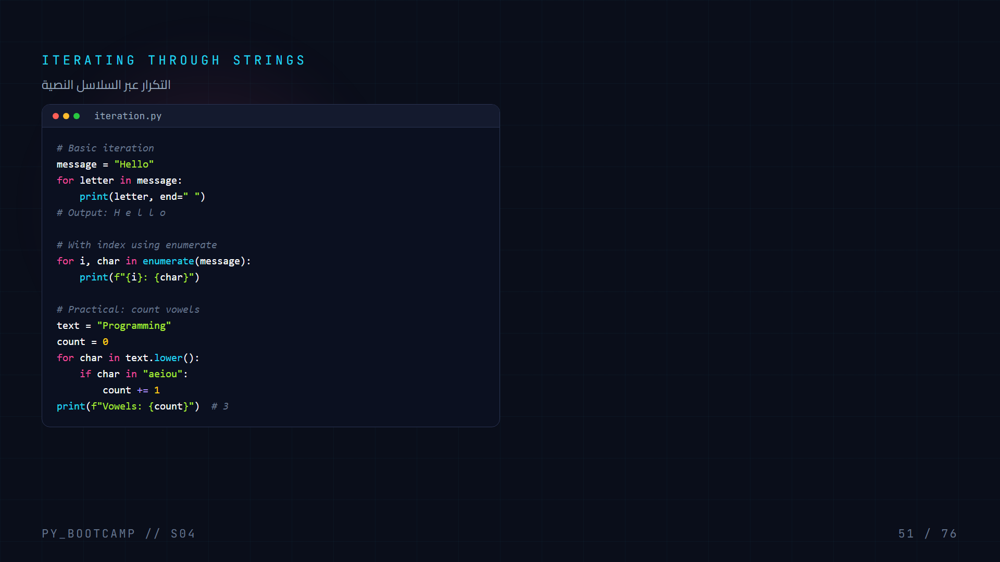 ITERATING THROUGH STRINGS
التكرار عبر السلاسل النصية
iteration.py
# Basic iteration
message = "Hello"
for letter in message:
    print(letter, end=" ")
# Output: H e l l o

# With index using enumerate
for i, char in enumerate(message):
    print(f"{i}: {char}")

# Practical: count vowels
text = "Programming"
count = 0
for char in text.lower():
    if char in "aeiou":
        count += 1
print(f"Vowels: {count}")  # 3
PY_BOOTCAMP // S04
51 / 76